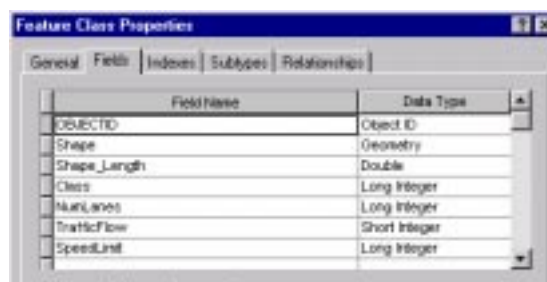 Feature Class Properties
General Fields Indexes Subtypes Relationships
Field Name Data Type
OBJECTID Object ID
Shape Geometry
Shape_Length Double
Class Long Integer
NumLanes Long Integer
TrafficFlow Short Integer
SpeedLimit Long Integer